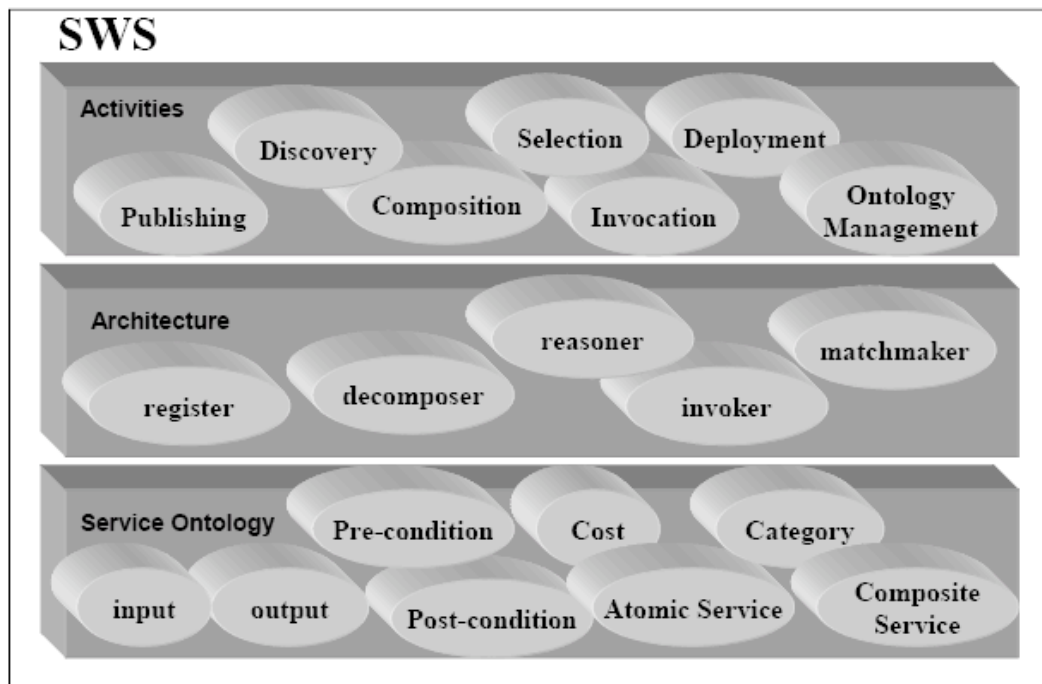 SWS
Activities
Discovery
Selection
Deployment
Publishing
Composition
Invocation
Ontology
Management
Architecture
register
decomposer
reasoner
invoker
matchmaker
Service Ontology
Pre-condition
Cost
Category
input
output
Post-condition
Atomic Service
Composite
Service